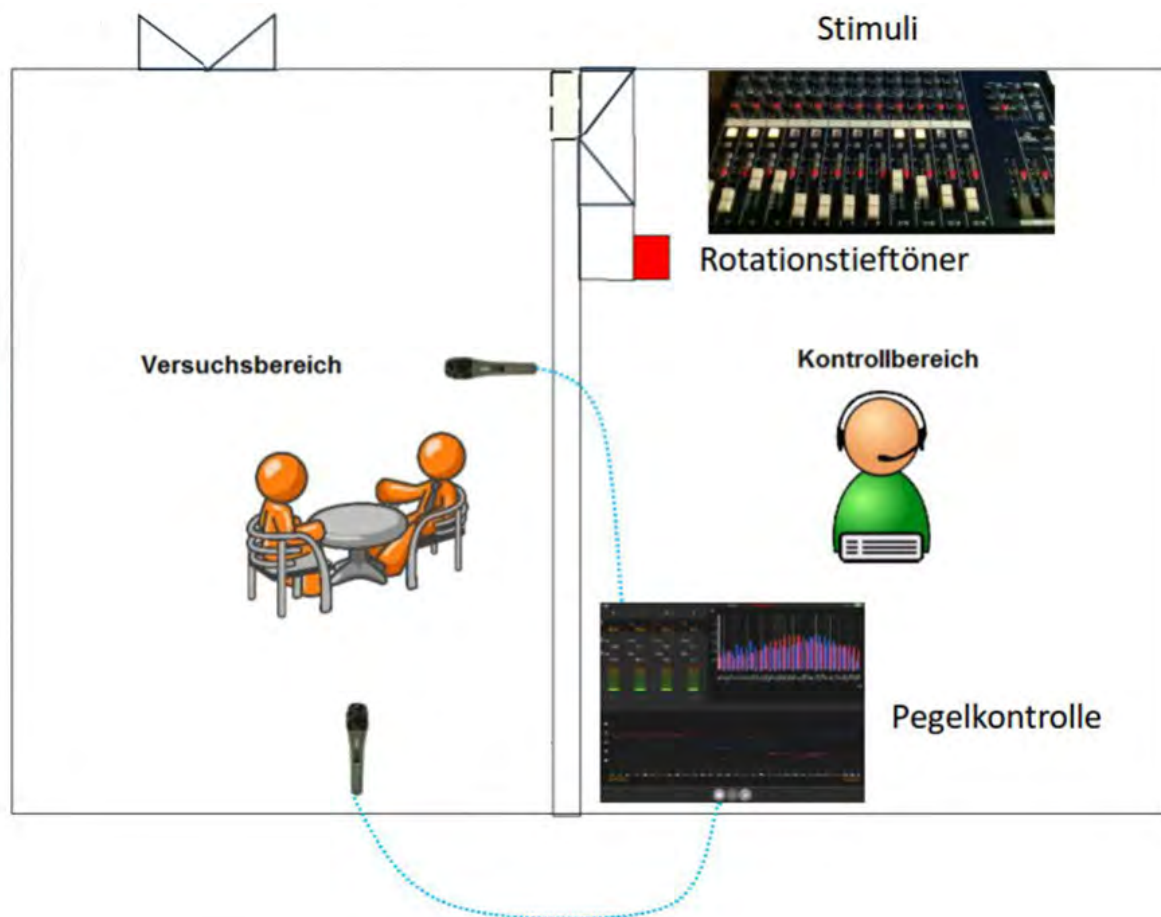 Stimuli
Rotationstieftöner
Versuchsbereich
Kontrollbereich
Pegelkontrolle